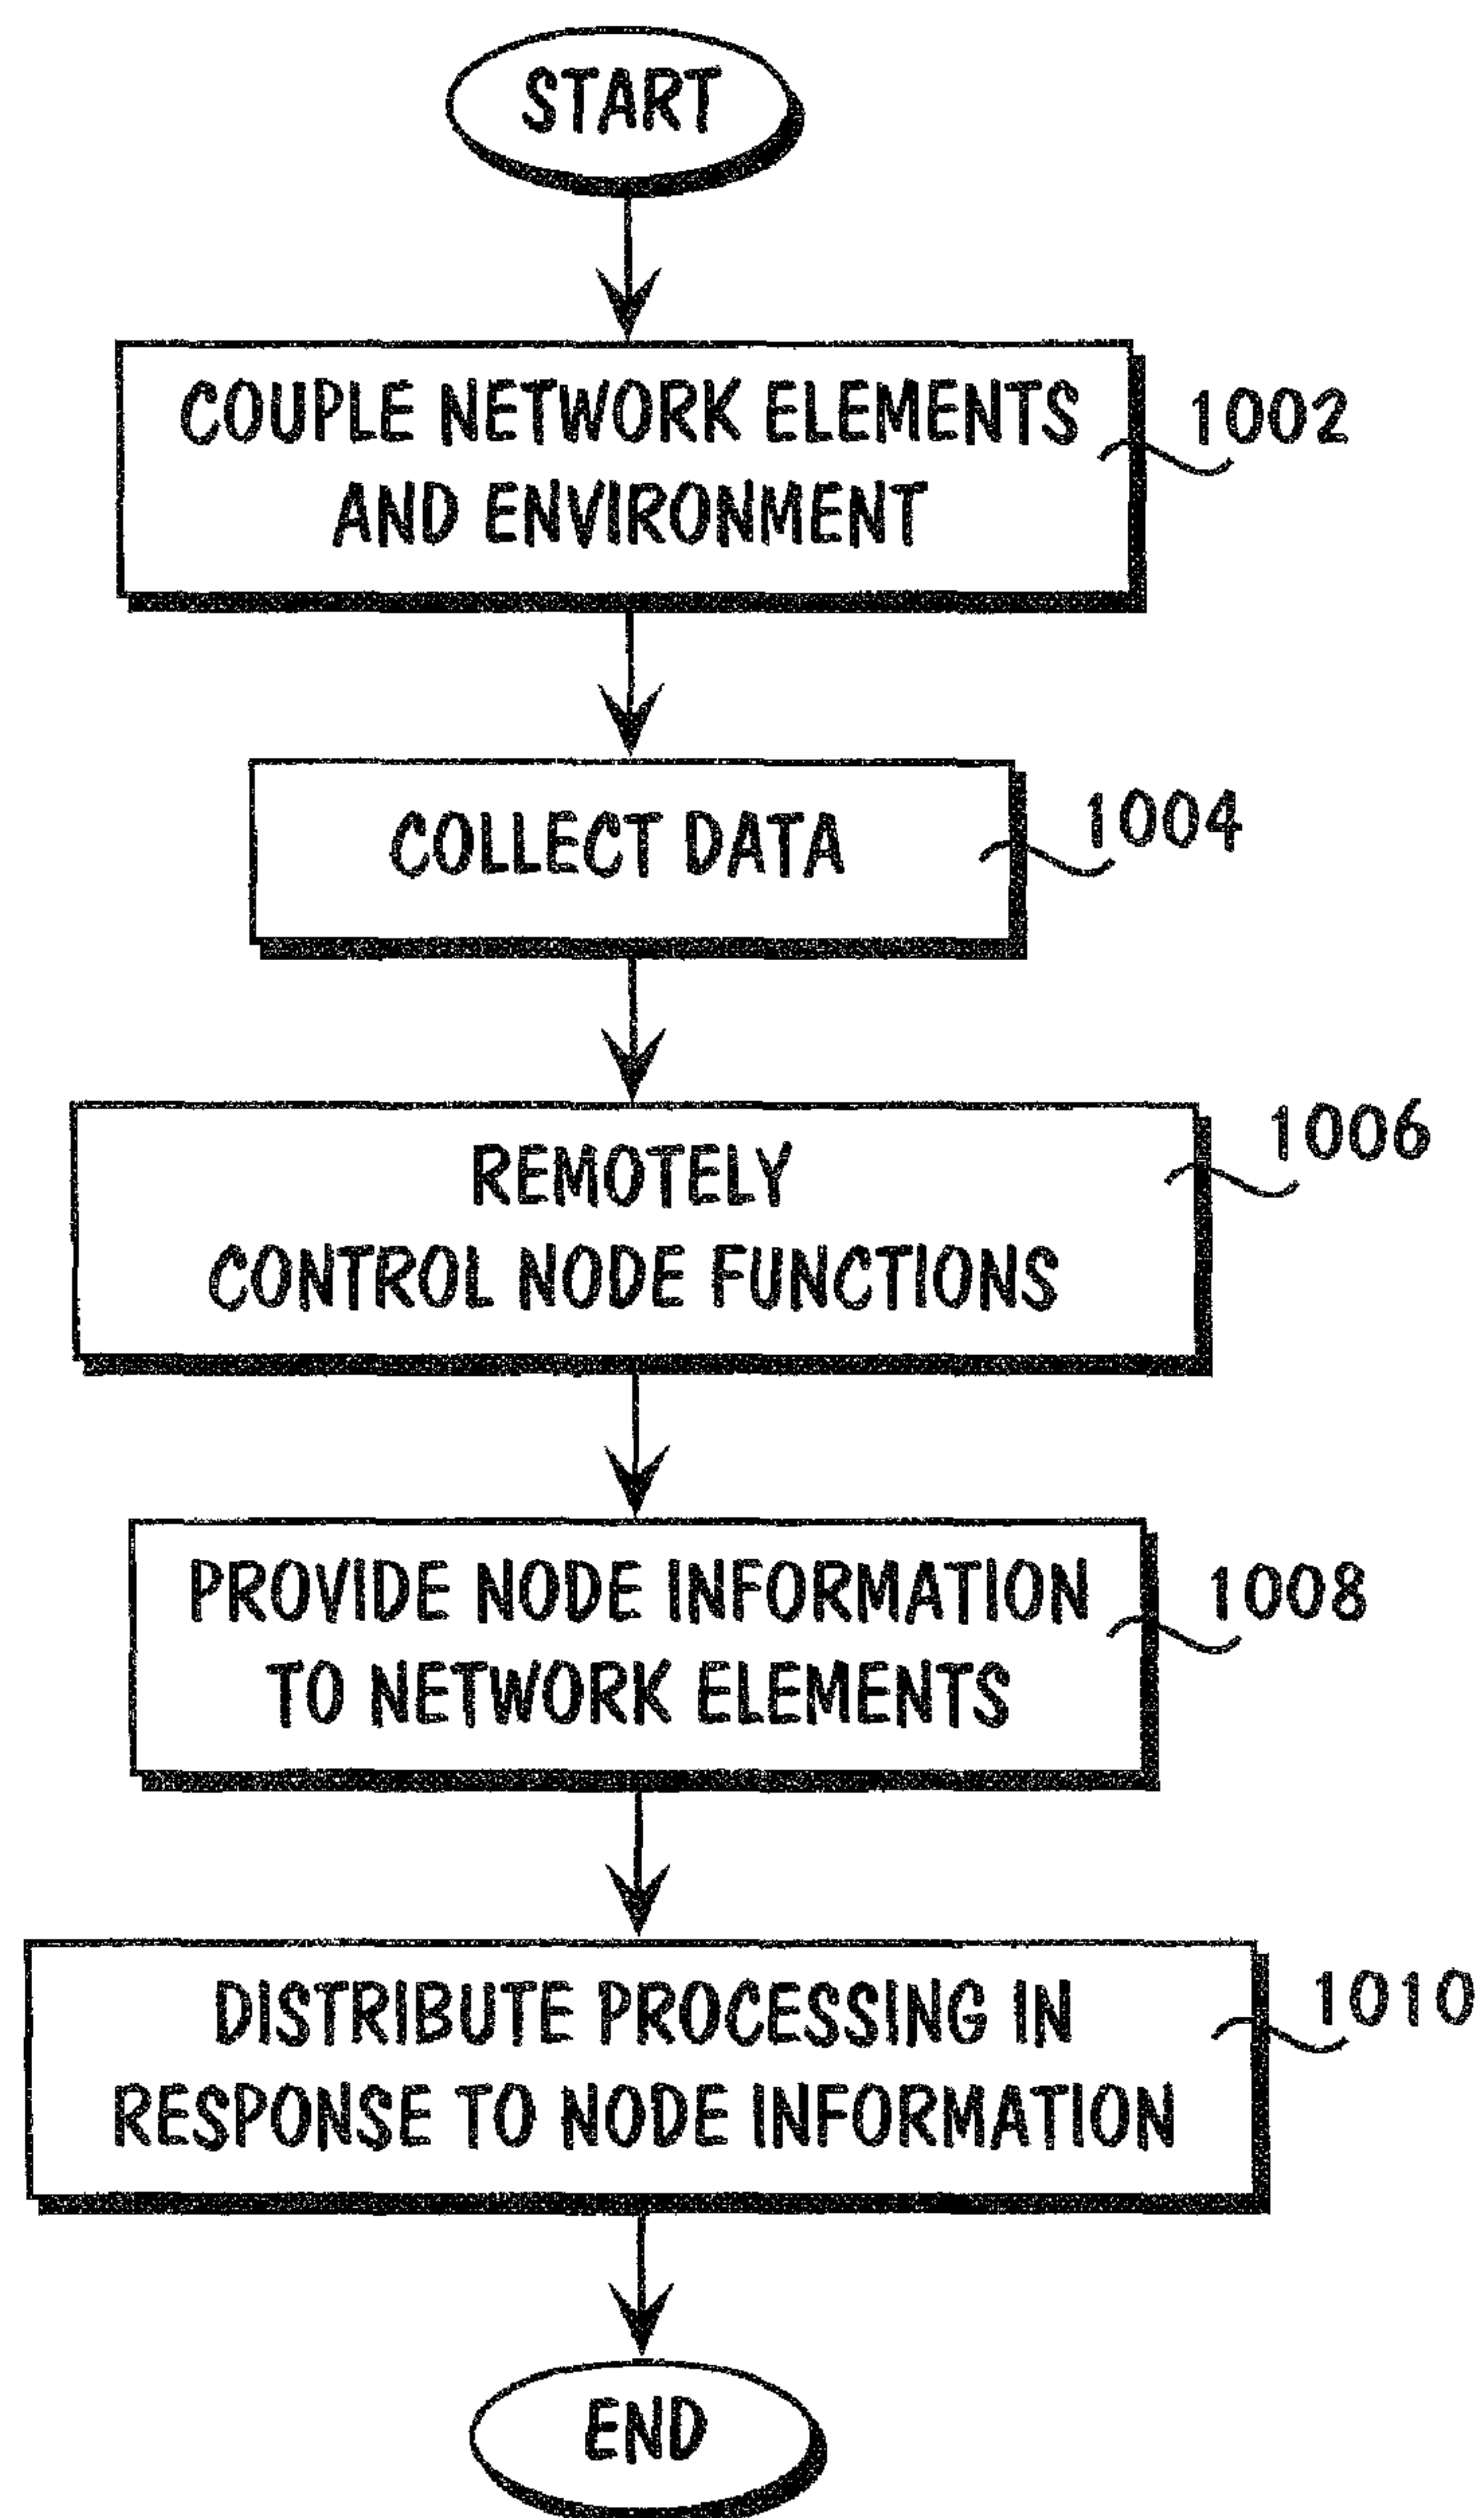 START
COUPLE NETWORK ELEMENTS
AND ENVIRONMENT
1002
COLLECT DATA
1004
REMOTELY
CONTROL NODE FUNCTIONS
1006
PROVIDE NODE INFORMATION
TO NETWORK ELEMENTS
1008
DISTRIBUTE PROCESSING IN
RESPONSE TO NODE INFORMATION
1010
END